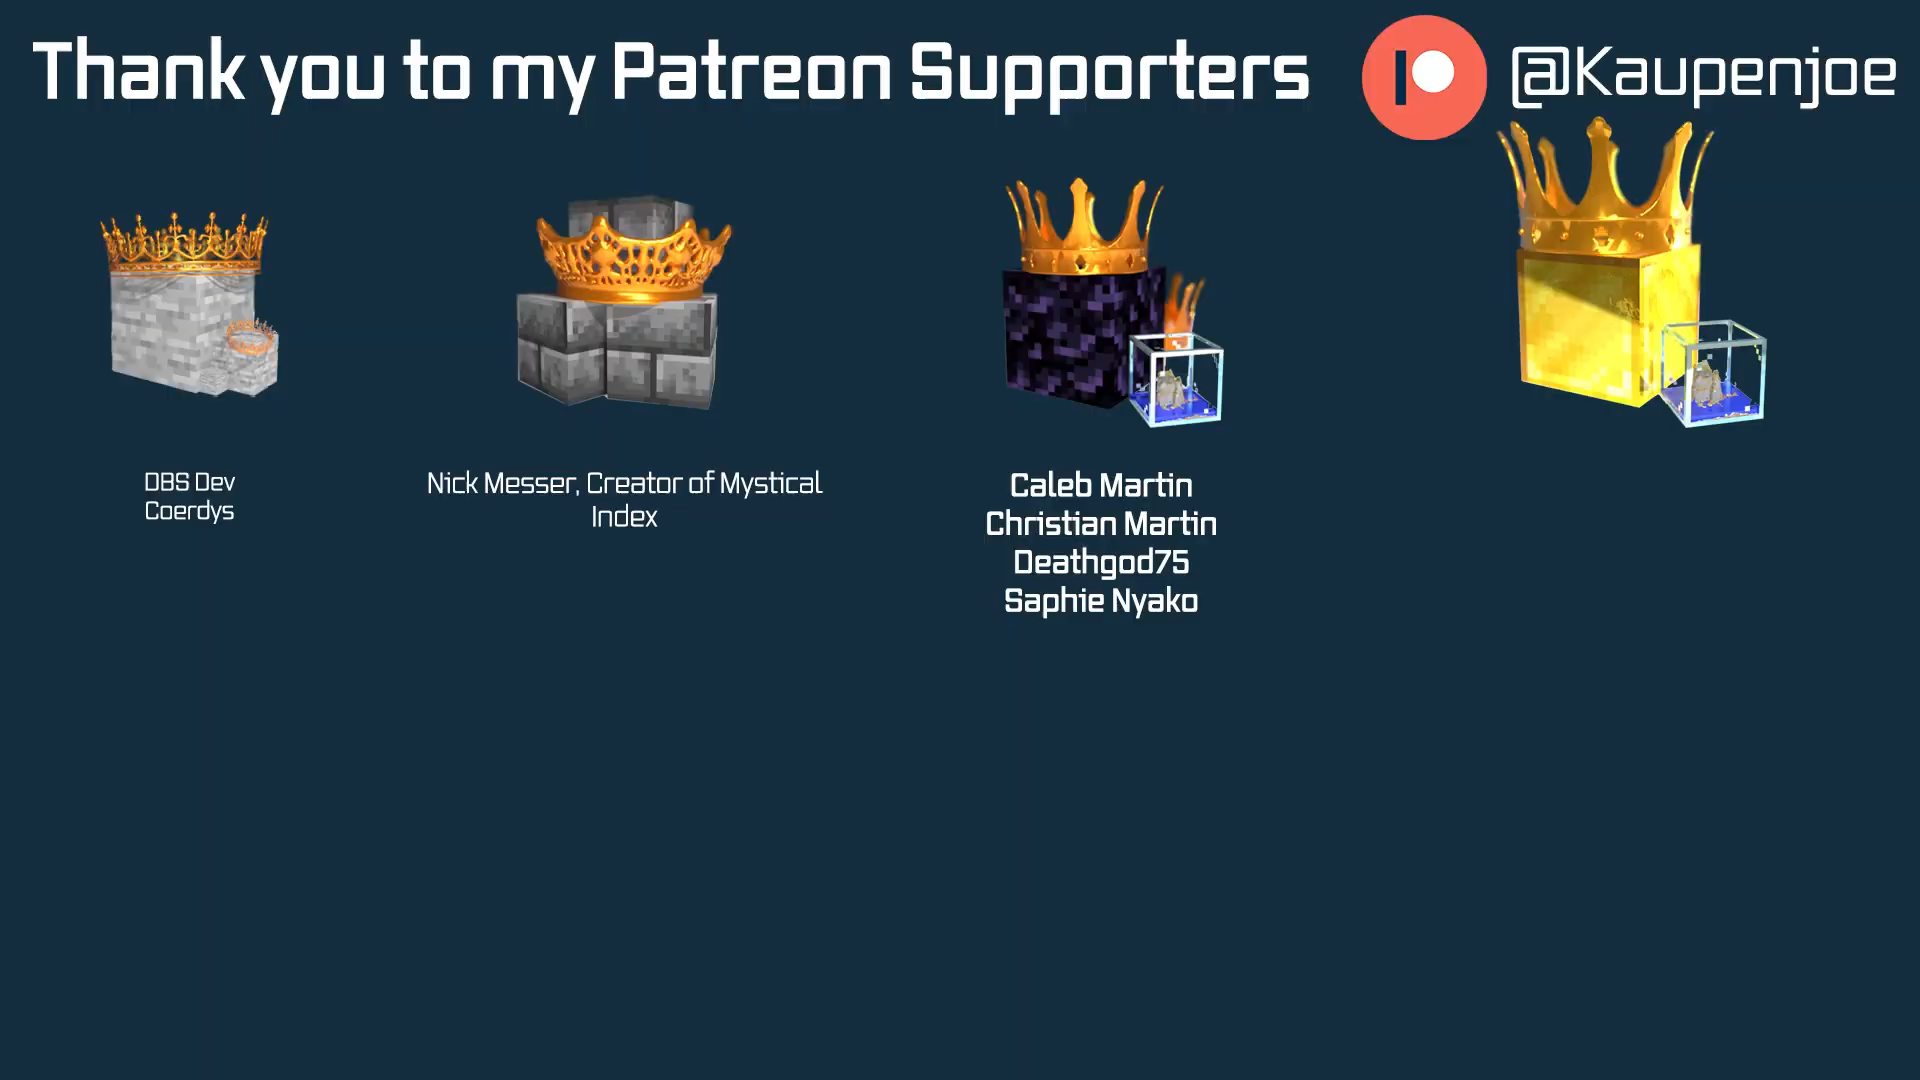 Thank you to my Patreon Supporters
@Kaupenjoe
DBS Dev
Coerdys
Nick Messer, Creator of Mystical
Index
Caleb Martin
Christian Martin
Deathgod75
Saphie Nyako